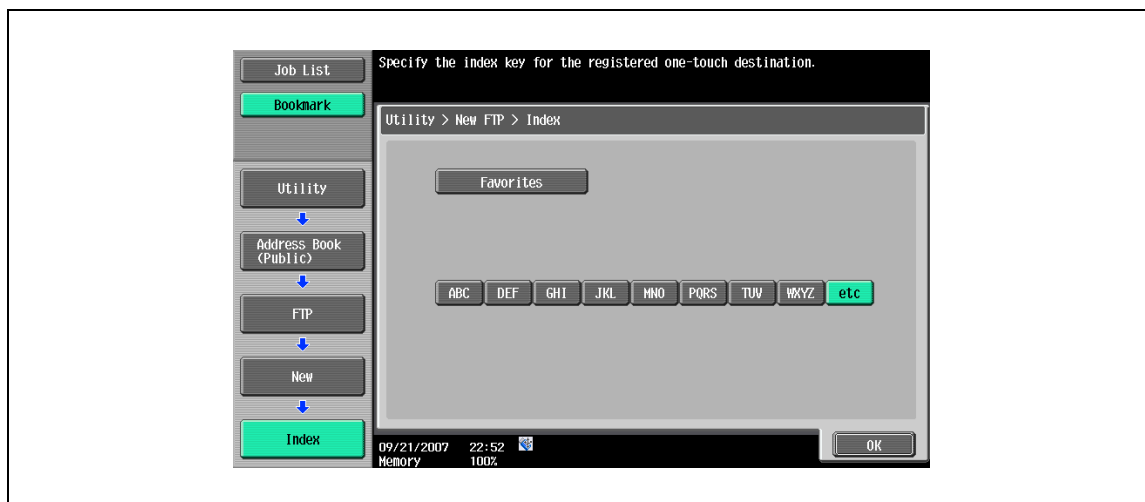 Job List
Bookmark
Utility
Address Book
(Public)
FTP
New
Index
Specify the index key for the registered one-touch destination.
Utility > New FTP > Index
Favorites
ABC DEF GHI JKL MNO PQRS TUV WXYZ etc
09/21/2007 22:52
Memory 100%
OK